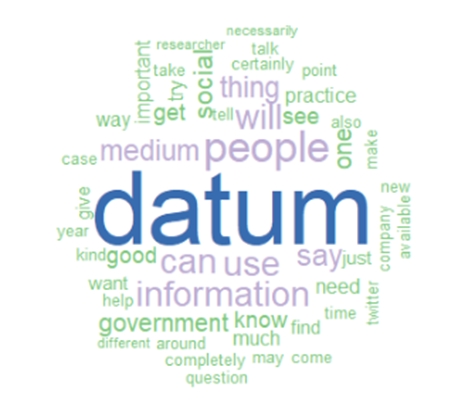 necessarily
researcher talk
important take certainly
try social thing point
get tell will see practice
way also
case medium people one make
datum
give new
year available
kind good can use say just company
want information need twitter
help
government know find time
different around much
completely may come
question